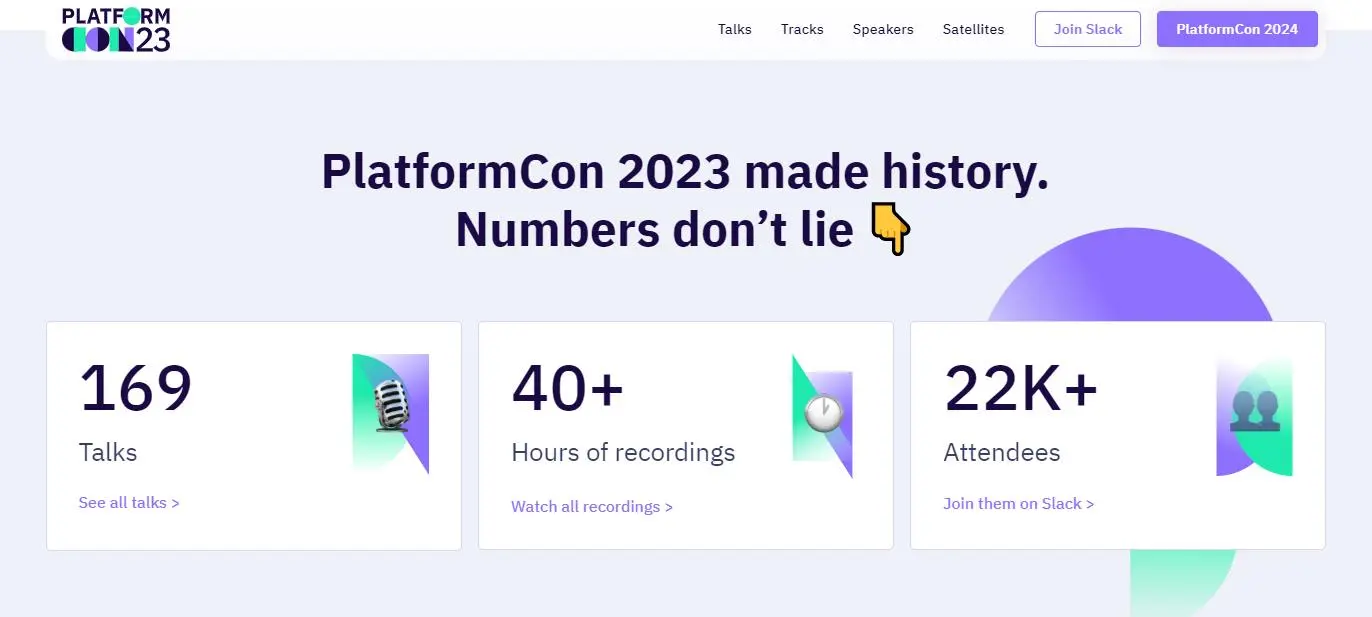 PLATFORM
CON23
Talks
Tracks
Speakers
Satellites
Join Slack
PlatformCon 2024
PlatformCon 2023 made history.
Numbers don’t lie 👇
169
Talks
See all talks >
40+
Hours of recordings
Watch all recordings >
22K+
Attendees
Join them on Slack >